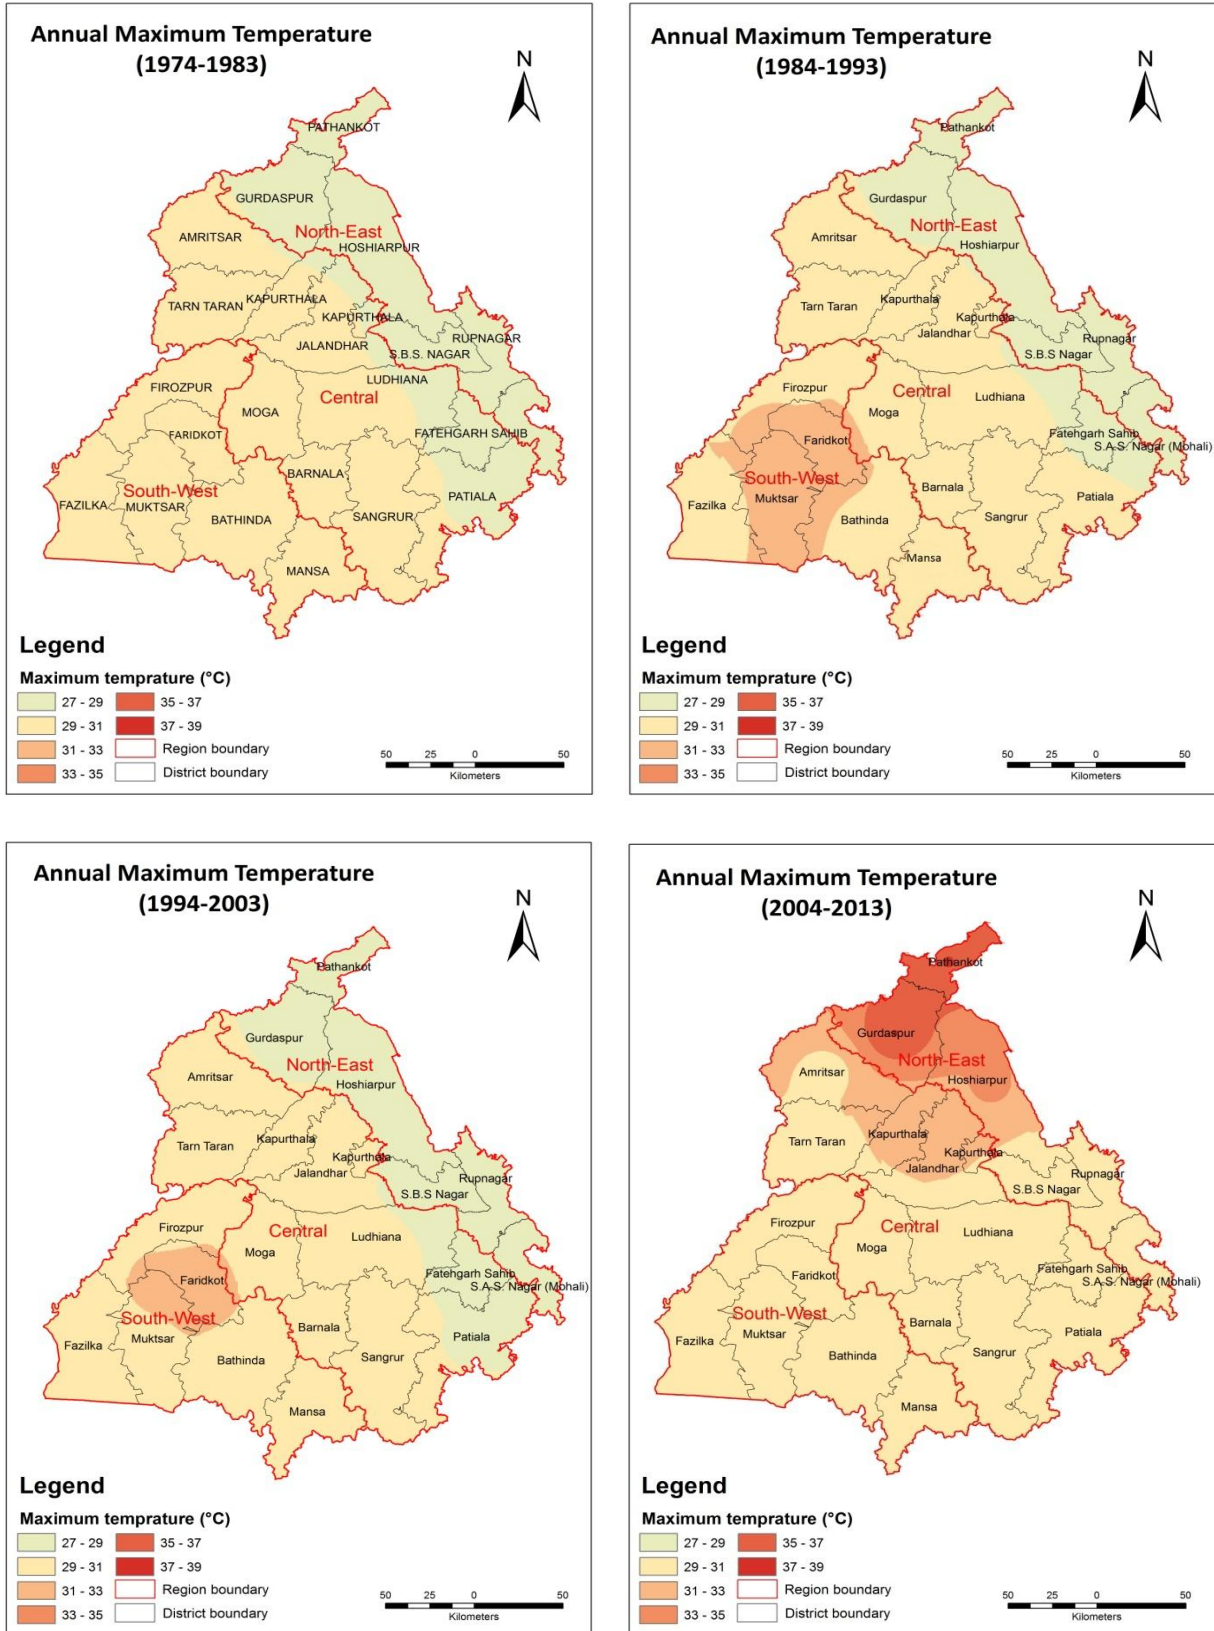 Annual Maximum Temperature
(1974-1983)
N
PATHANKOT
GURDASPUR
North-East
AMRITSAR
HOSHIARPUR
TARN TARAN
KAPURTHALA
KAPURTHALA
RUPNAGAR
JALANDHAR
S.B.S. NAGAR
LUDHIANA
FIROZPUR
Central
MOGA
FARIDKOT
FATEHGARH SAHIB
BARNALA
South-West
PATIALA
FAZILKA
MUKTSAR
BATHINDA
SANGRUR
MANSA
Legend
Maximum temprature (°C)
27 - 29
35 - 37
29 - 31
37 - 39
31 - 33
Region boundary
33 - 35
District boundary
50 25 0 50
Kilometers
Annual Maximum Temperature
(1984-1993)
N
Pathankot
Gurdaspur
North-East
Amritsar
Hoshiarpur
Tarn Taran
Kapurthala
Kapurthala
Jalandhar
Rupnagar
S.B.S Nagar
Firozpur
Central
Ludhiana
Moga
Faridkot
Fatehgarh Sahib
S.A.S. Nagar (Mohali)
South-West
Barnala
Fazilka
Muktsar
Patiala
Bathinda
Sangrur
Mansa
Legend
Maximum temprature (°C)
27 - 29
35 - 37
29 - 31
37 - 39
31 - 33
Region boundary
33 - 35
District boundary
50 25 0 50
Kilometers
Annual Maximum Temperature
(1994-2003)
N
Pathankot
Gurdaspur
North-East
Amritsar
Hoshiarpur
Tarn Taran
Kapurthala
Kapurthala
Jalandhar
Rupnagar
S.B.S Nagar
Firozpur
Central
Ludhiana
Moga
Faridkot
Fatehgarh Sahib
S.A.S. Nagar (Mohali)
South-West
Barnala
Fazilka
Muktsar
Patiala
Bathinda
Sangrur
Mansa
Legend
Maximum temprature (°C)
27 - 29
35 - 37
29 - 31
37 - 39
31 - 33
Region boundary
33 - 35
District boundary
50 25 0 50
Kilometers
Annual Maximum Temperature
(2004-2013)
N
Pathankot
Gurdaspur
North-East
Amritsar
Hoshiarpur
Tarn Taran
Kapurthala
Kapurthala
Jalandhar
Rupnagar
S.B.S Nagar
Firozpur
Central
Ludhiana
Moga
Faridkot
Fatehgarh Sahib
S.A.S. Nagar (Mohali)
South-West
Barnala
Fazilka
Muktsar
Patiala
Bathinda
Sangrur
Mansa
Legend
Maximum temprature (°C)
27 - 29
35 - 37
29 - 31
37 - 39
31 - 33
Region boundary
33 - 35
District boundary
50 25 0 50
Kilometers